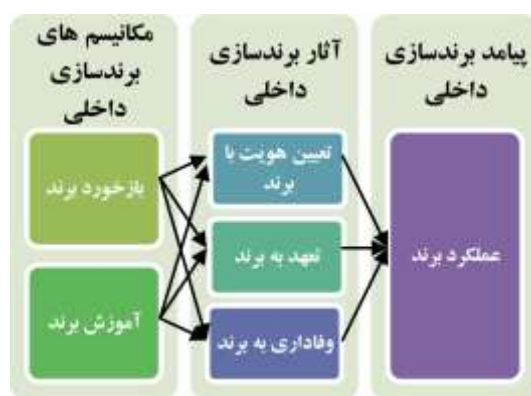 مکانیسم های
برندسازی
داخلی
بازخورد برند
آموزش برند
آثار برندسازی
داخلی
تعیین هویت با
برند
تعهد به برند
وفاداری به برند
پیامد برندسازی
داخلی
عملکرد برند